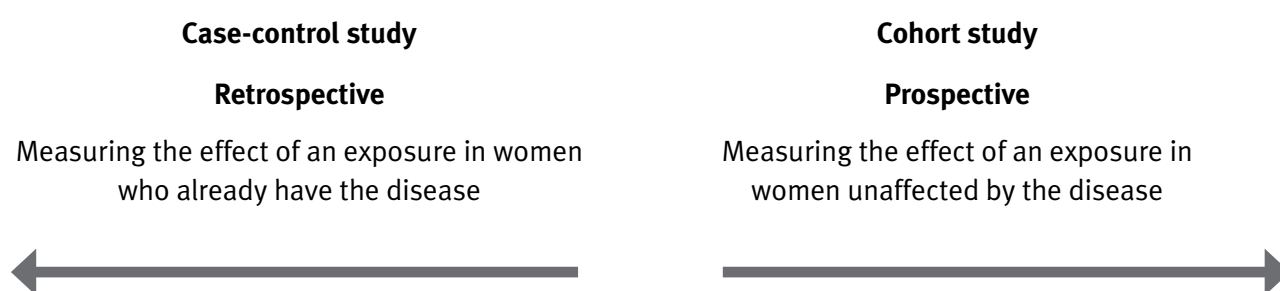 Case-control study
Retrospective
Measuring the effect of an exposure in women
who already have the disease
Cohort study
Prospective
Measuring the effect of an exposure in
women unaffected by the disease